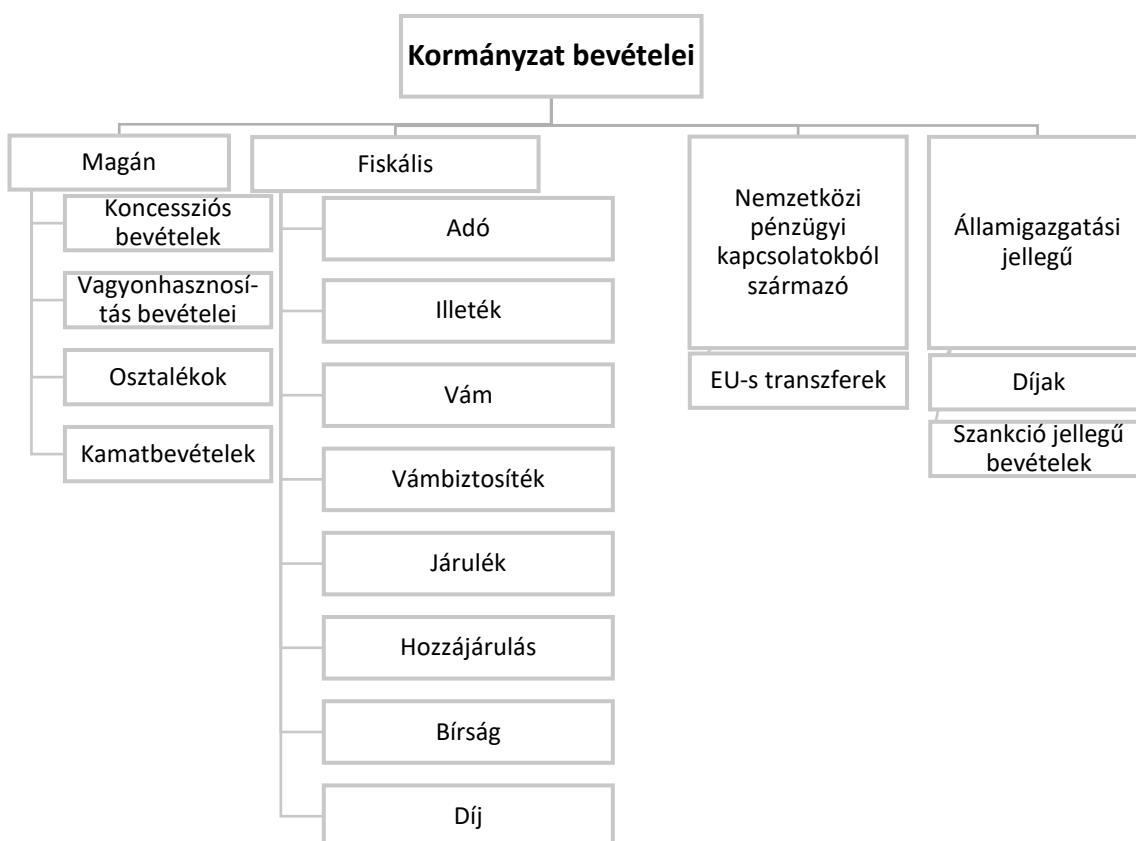 Kormányzat bevételei
Magán
Koncessziós
bevételek
Vagyonhasznosí-
tás bevételei
Osztalékok
Kamatbevételek
Fiskális
Adó
Illeték
Vám
Vámbiztosíték
Járulék
Hozzájárulás
Bírság
Díj
Nemzetközi
pénzügyi
kapcsolatokból
származó
EU-s transzferek
Államigazgatási
jellegű
Díjak
Szankció jellegű
bevételek